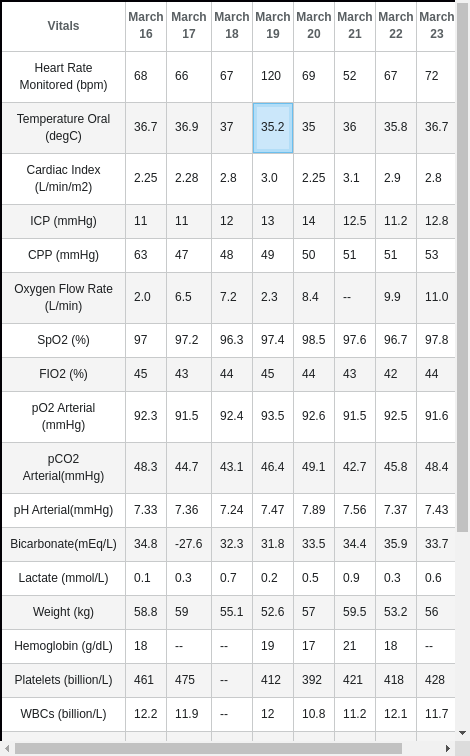 Vitals March 16 March 17 March 18 March 19 March 20 March 21 March 22 March 23
Heart Rate Monitored (bpm) 68 66 67 120 69 52 67 72
Temperature Oral (degC) 36.7 36.9 37 35.2 35 36 35.8 36.7
Cardiac Index (L/min/m2) 2.25 2.28 2.8 3.0 2.25 3.1 2.9 2.8
ICP (mmHg) 11 11 12 13 14 12.5 11.2 12.8
CPP (mmHg) 63 47 48 49 50 51 51 53
Oxygen Flow Rate (L/min) 2.0 6.5 7.2 2.3 8.4 -- 9.9 11.0
SpO2 (%) 97 97.2 96.3 97.4 98.5 97.6 96.7 97.8
FIO2 (%) 45 43 44 45 44 43 42 44
pO2 Arterial (mmHg) 92.3 91.5 92.4 93.5 92.6 91.5 92.5 91.6
pCO2 Arterial(mmHg) 48.3 44.7 43.1 46.4 49.1 42.7 45.8 48.4
pH Arterial(mmHg) 7.33 7.36 7.24 7.47 7.89 7.56 7.37 7.43
Bicarbonate(mEq/L) 34.8 -27.6 32.3 31.8 33.5 34.4 35.9 33.7
Lactate (mmol/L) 0.1 0.3 0.7 0.2 0.5 0.9 0.3 0.6
Weight (kg) 58.8 59 55.1 52.6 57 59.5 53.2 56
Hemoglobin (g/dL) 18 -- -- 19 17 21 18 --
Platelets (billion/L) 461 475 -- 412 392 421 418 428
WBCs (billion/L) 12.2 11.9 -- 12 10.8 11.2 12.1 11.7